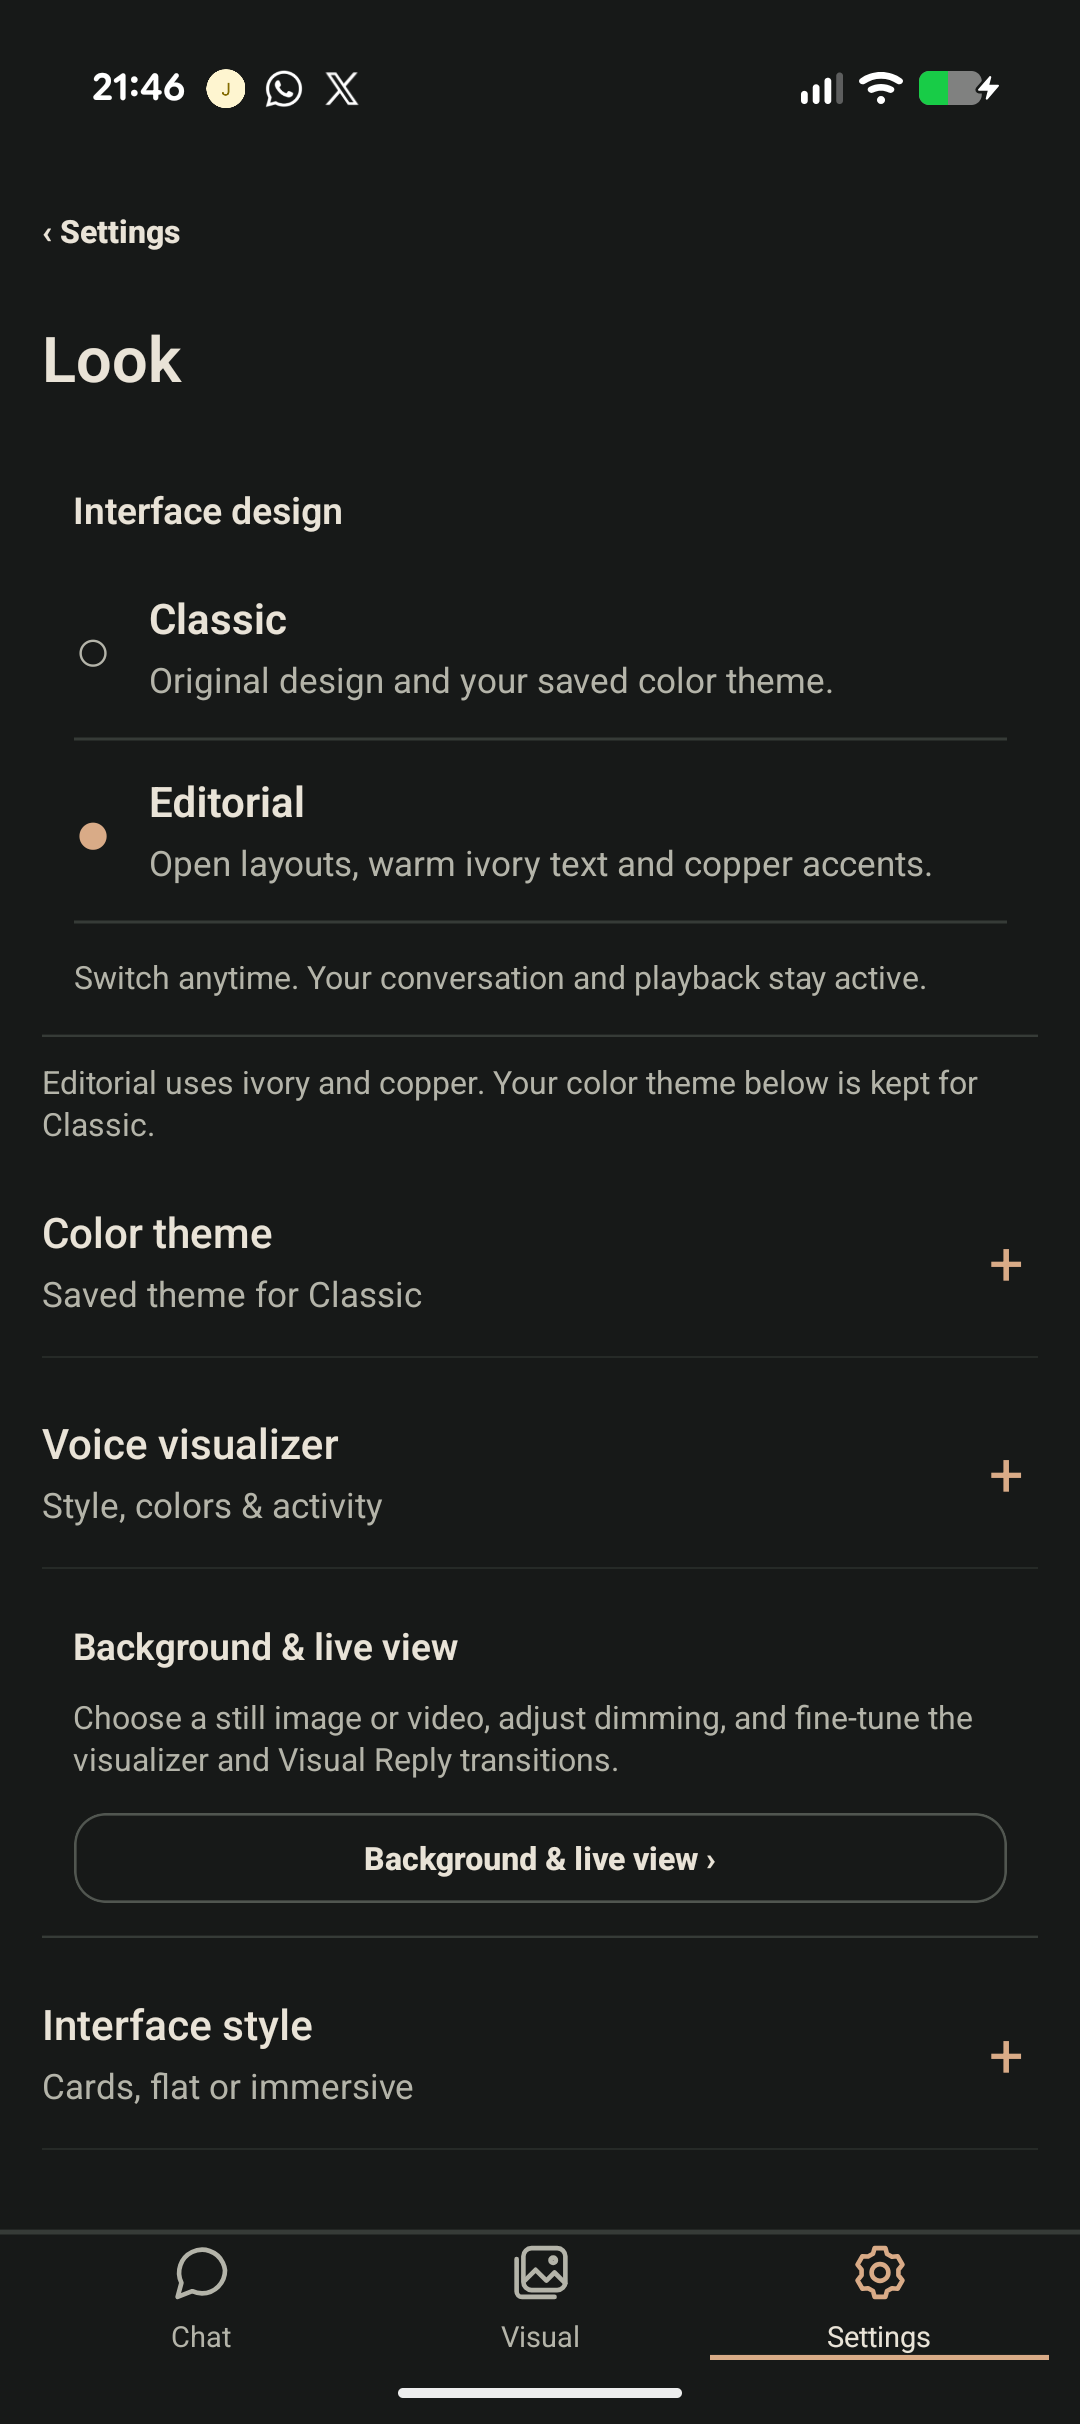 21:46
J
‹ Settings
Look
Interface design
Classic
Original design and your saved color theme.
Editorial
Open layouts, warm ivory text and copper accents.
Switch anytime. Your conversation and playback stay active.
Editorial uses ivory and copper. Your color theme below is kept for
Classic.
Color theme
Saved theme for Classic
+
Voice visualizer
Style, colors & activity
+
Background & live view
Choose a still image or video, adjust dimming, and fine-tune the
visualizer and Visual Reply transitions.
Background & live view ›
Interface style
Cards, flat or immersive
+
Chat
Visual
Settings